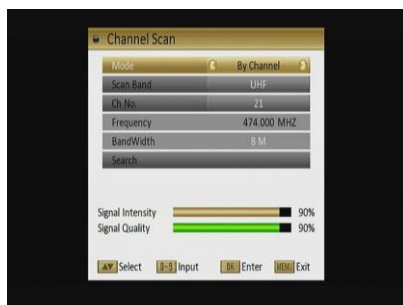 Channel Scan
Mode By Channel
Scan Band UHF
Ch No. 21
Frequency 474.000 MHZ
BandWidth 8 M
Search
Signal Intensity 90%
Signal Quality 90%
▲▼ Select 0-9 Input OK Enter MENU Exit